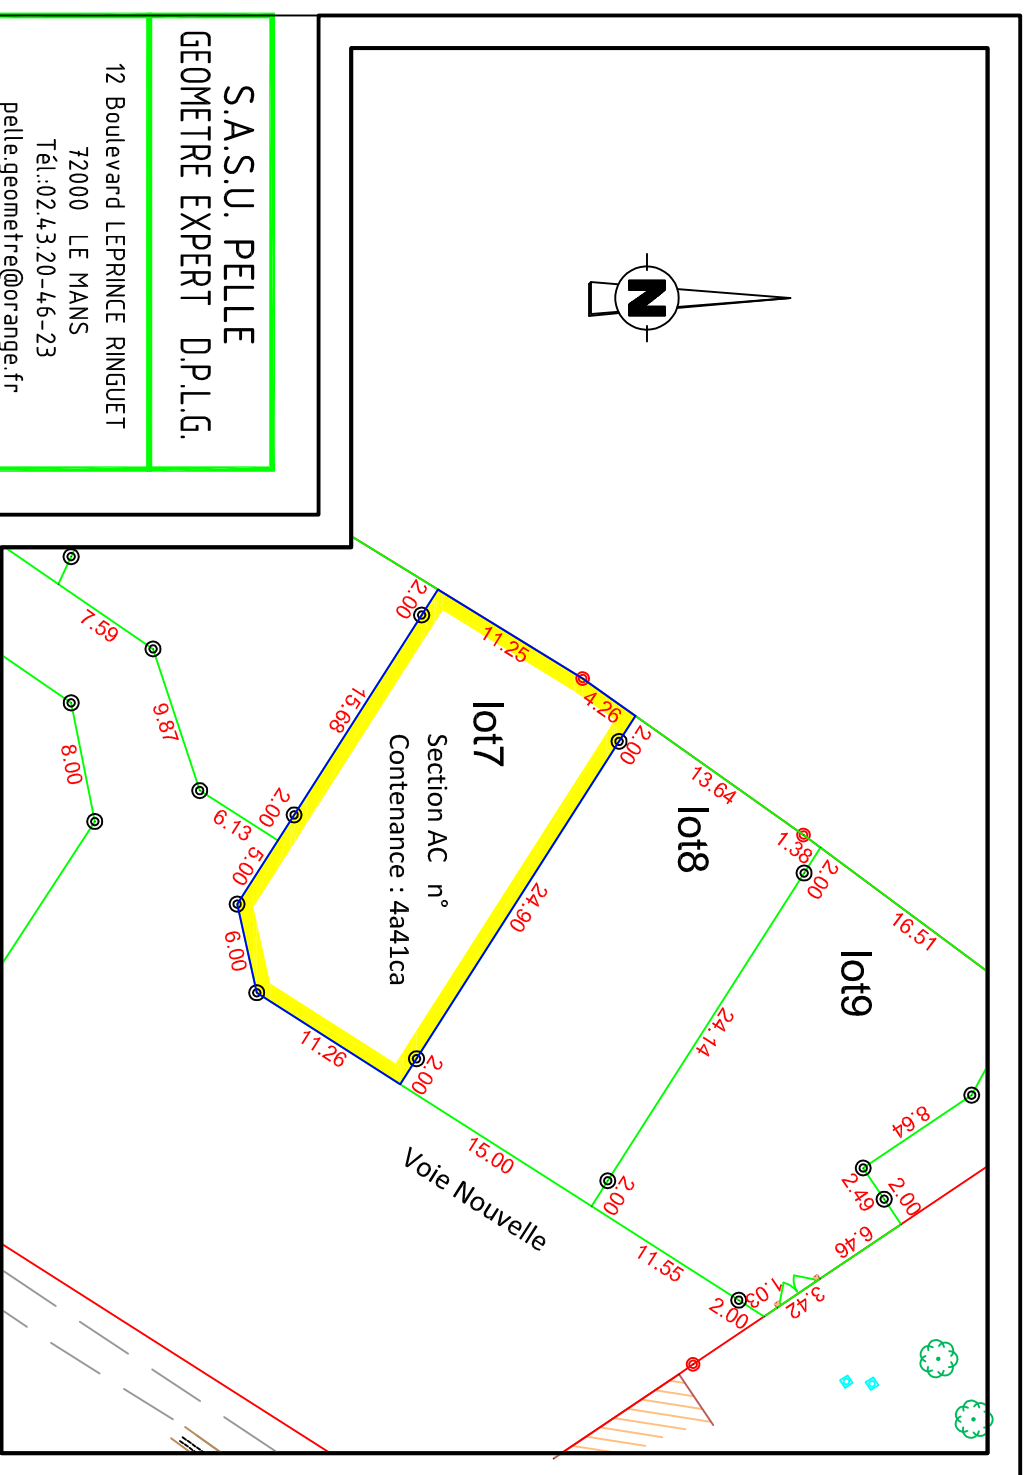 S.A.S.U. PELLE
GEOMETRE EXPERT D.P.L.G.
12 Boulevard LEPRINCE RINGUET
72000 LE MANS
Tél.:02.43.20-46-23
pelle.geometre@orange.fr
N
lot9
lot8
lot7
Section AC n°
Contenance : 4a41ca
Voie Nouvelle
2.00
11.25
4.26
2.00
13.64
1.38
2.00
16.51
15.68
2.00
5.00
6.00
11.26
2.00
24.90
24.14
15.00
2.00
11.55
2.00
1.03
3.42
6.46
2.00
2.49
8.64
7.59
9.87
6.13
8.00